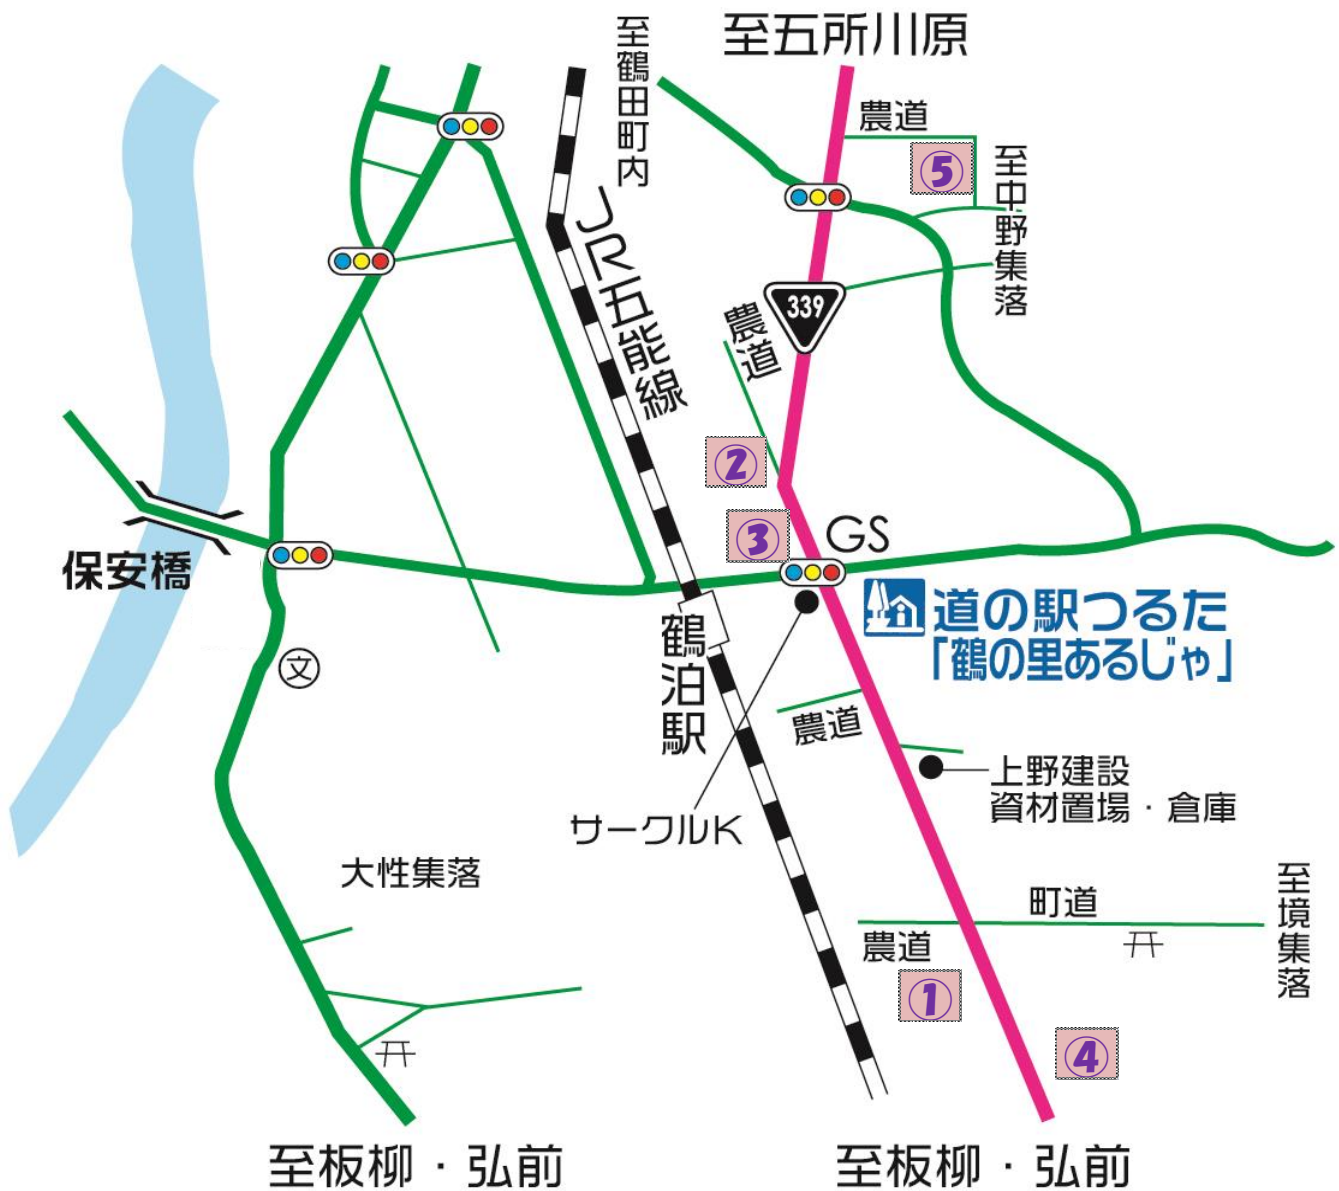 至五所川原
至鶴田町内
農道
⑤
至中野集落
JR五能線
339
農道
②
③
GS
保安橋
道の駅つるた
「鶴の里あるじゃ」
文
鶴泊駅
農道
上野建設
資材置場・倉庫
サークルK
大性集落
至境集落
町道
農道
①
④
至板柳・弘前
至板柳・弘前